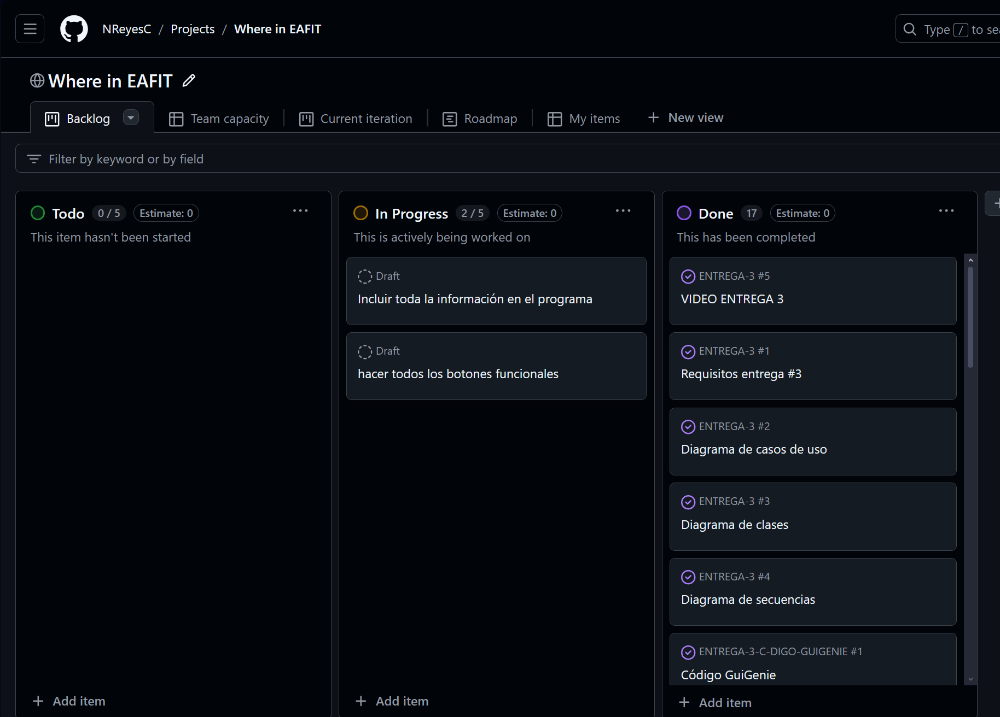 NReyesC / Projects / Where in EAFIT
Type / to sea
Where in EAFIT
Backlog
Team capacity
Current iteration
Roadmap
My items
New view
Filter by keyword or by field
Todo 0 / 5 Estimate: 0
This item hasn't been started
Add item
In Progress 2 / 5 Estimate: 0
This is actively being worked on
Draft
Incluir toda la información en el programa
Draft
hacer todos los botones funcionales
Add item
Done 17 Estimate: 0
This has been completed
ENTREGA-3 #5
VIDEO ENTREGA 3
ENTREGA-3 #1
Requisitos entrega #3
ENTREGA-3 #2
Diagrama de casos de uso
ENTREGA-3 #3
Diagrama de clases
ENTREGA-3 #4
Diagrama de secuencias
ENTREGA-3-C-DIGO-GUIGENIE #1
Código GuiGenie
Add item